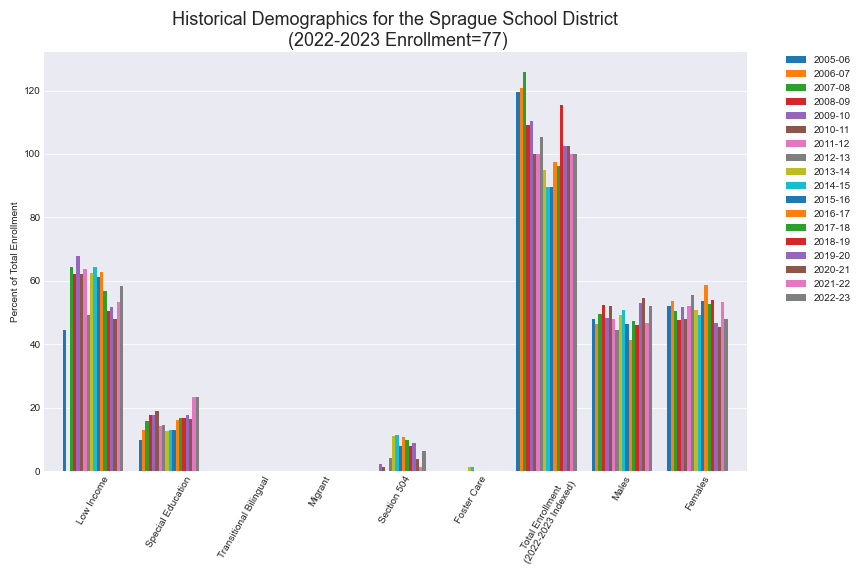 Historical Demographics for the Sprague School District
(2022-2023 Enrollment=77)
Percent of Total Enrollment
120
100
80
60
40
20
0
Low Income
Special Education
Transitional Bilingual
Migrant
Section 504
Foster Care
Total Enrollment
(2022-2023 Indexed)
Males
Females
2005-06
2006-07
2007-08
2008-09
2009-10
2010-11
2011-12
2012-13
2013-14
2014-15
2015-16
2016-17
2017-18
2018-19
2019-20
2020-21
2021-22
2022-23